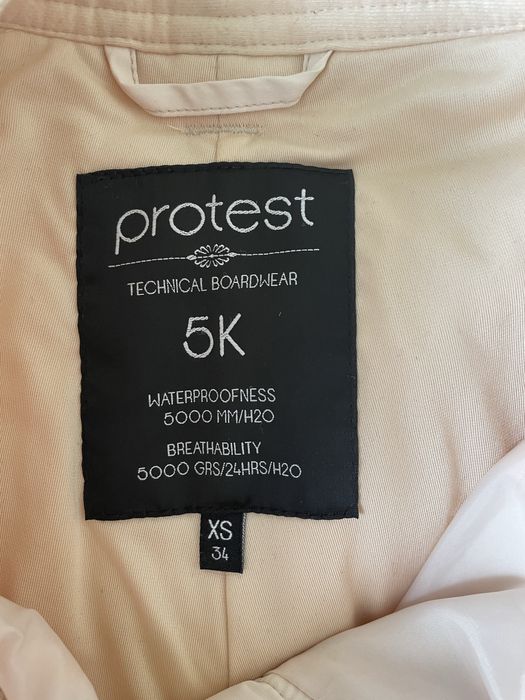 protest
TECHNICAL BOARDWEAR
5K
WATERPROOFNESS
5000 MM/H2O
BREATHABILITY
5000 GRS/24HRS/H2O
XS
34